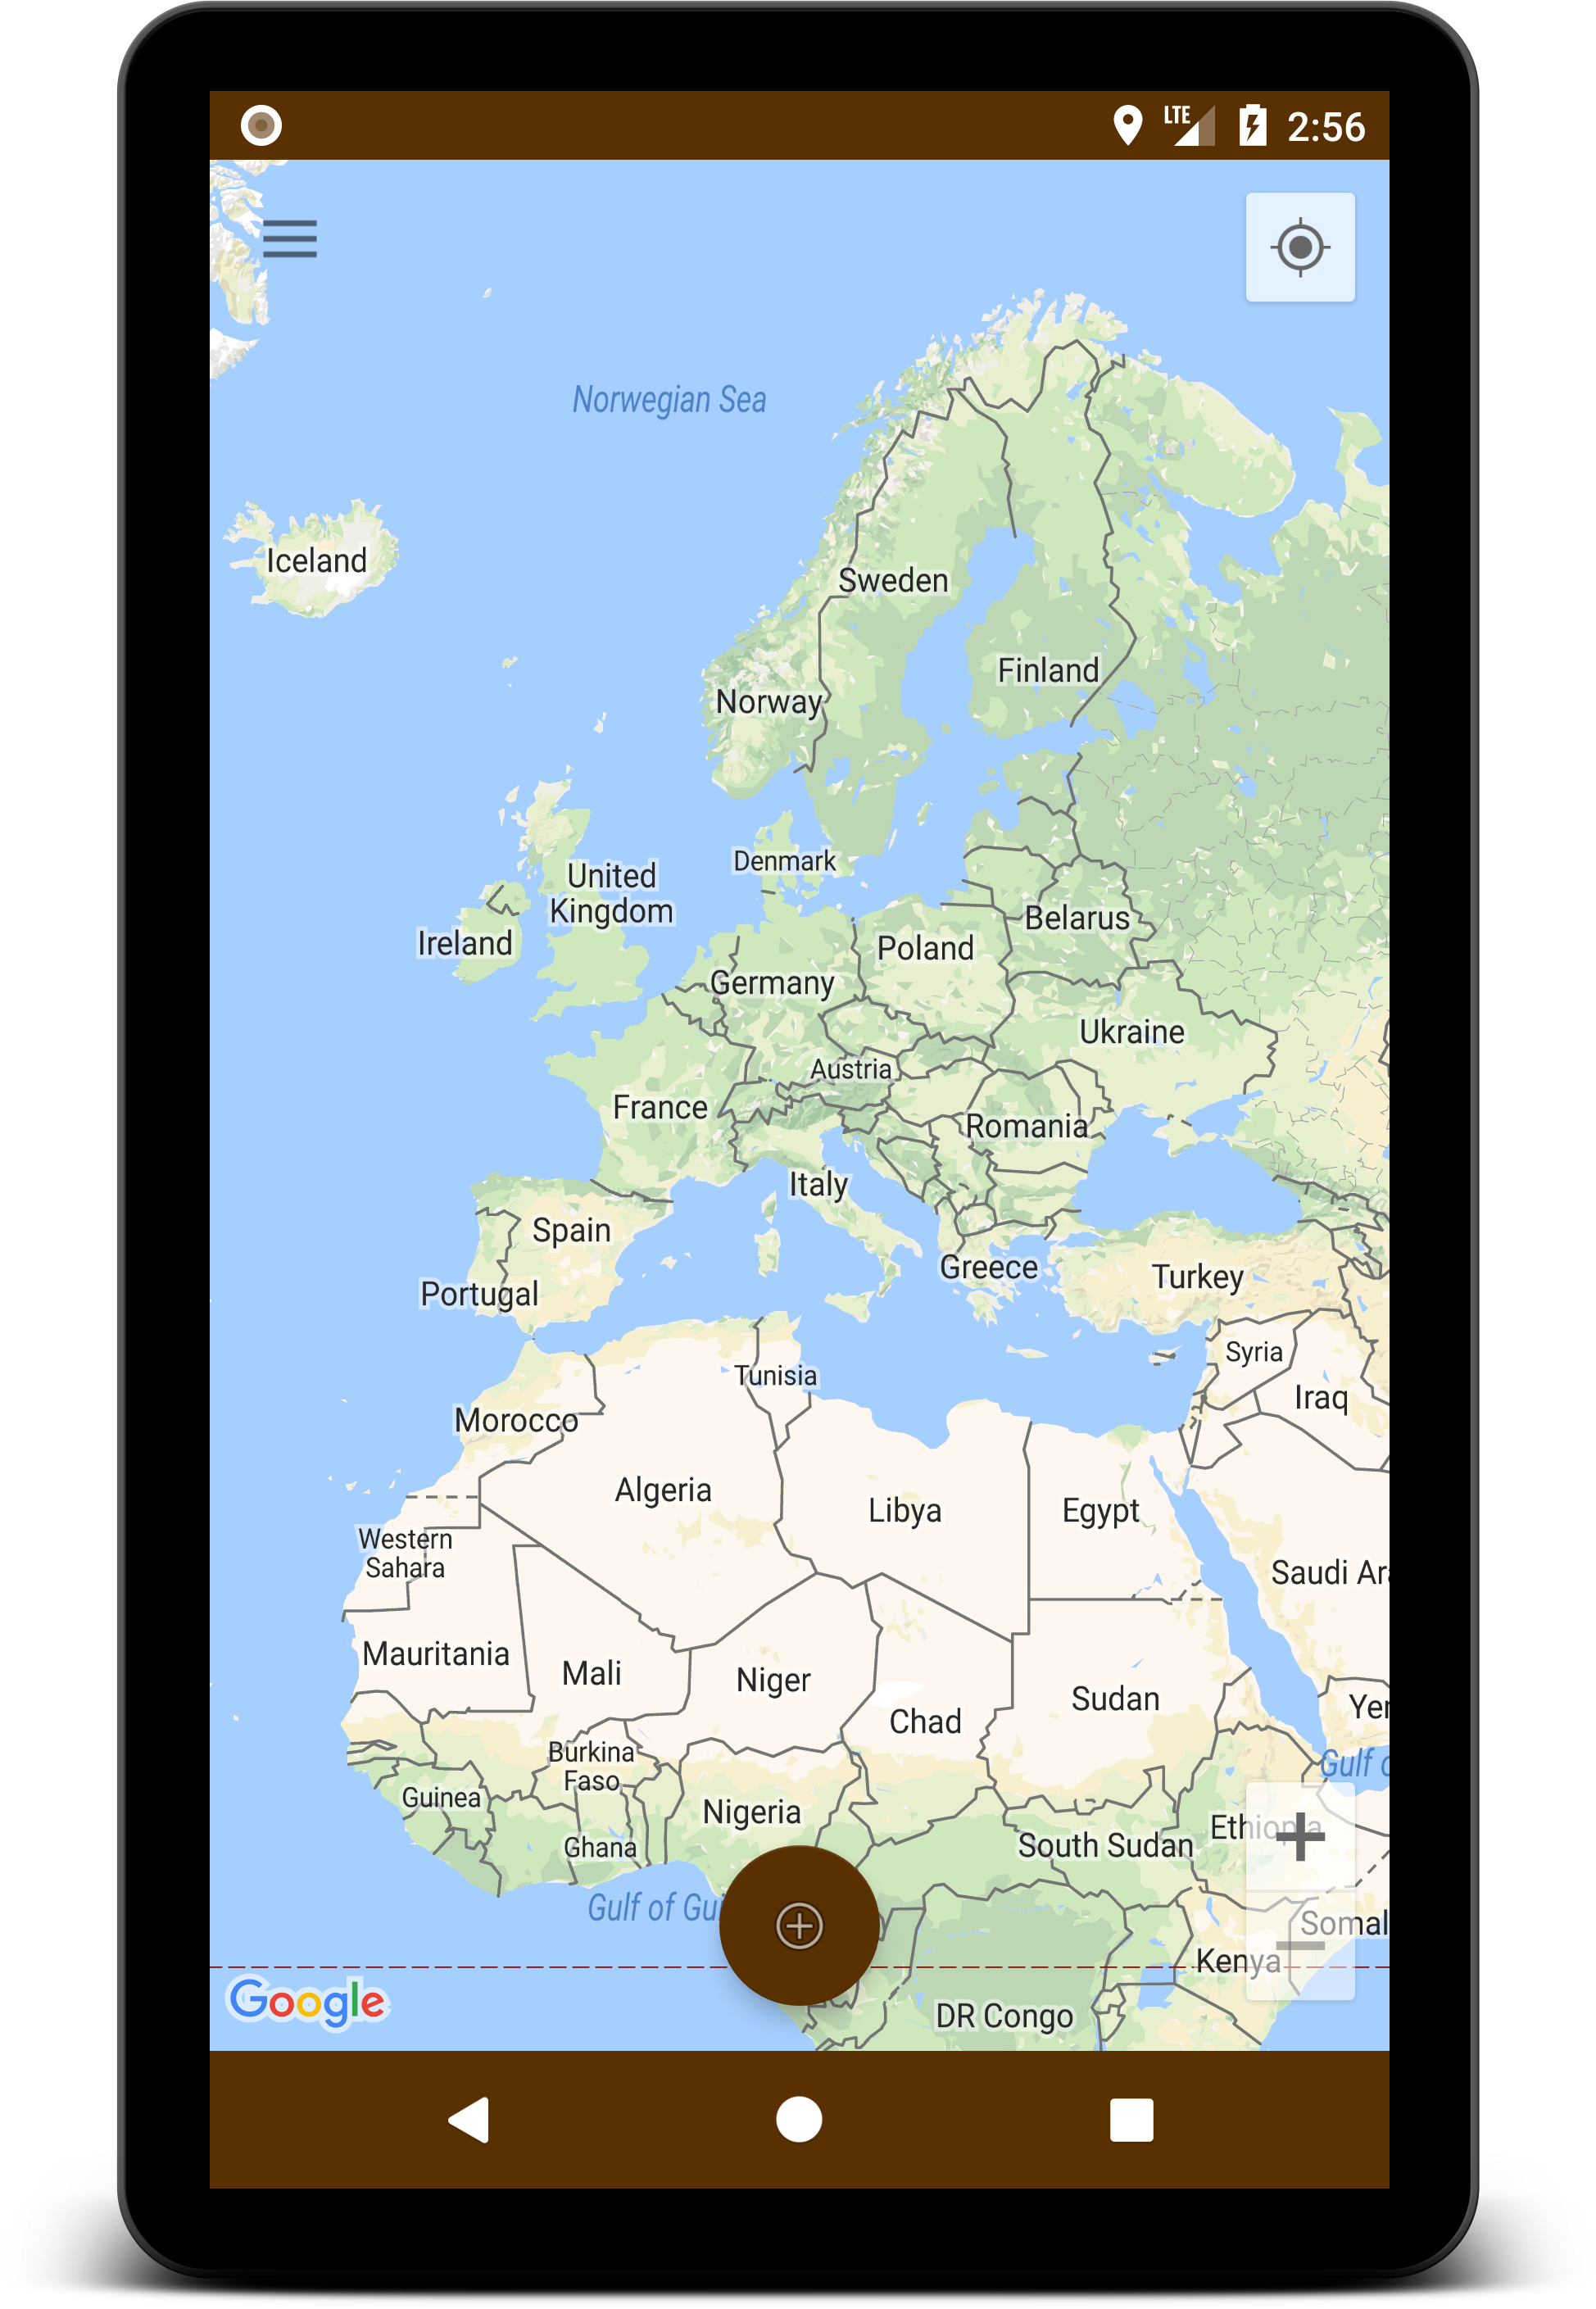 LTE 2:56
Norwegian Sea
Iceland
Sweden
Finland
Norway
Denmark
United
Kingdom
Belarus
Ireland
Poland
Germany
Ukraine
Austria
France
Romania
Italy
Spain
Greece
Turkey
Portugal
Syria
Tunisia
Iraq
Morocco
Algeria
Libya
Egypt
Western
Sahara
Saudi Ar
Mauritania
Mali
Niger
Sudan
Yer
Chad
Burkina
Faso
Gulf o
Guinea
Nigeria
Ethiopia
Ghana
South Sudan
Gulf of Gu
Somal
Kenya
Google
DR Congo